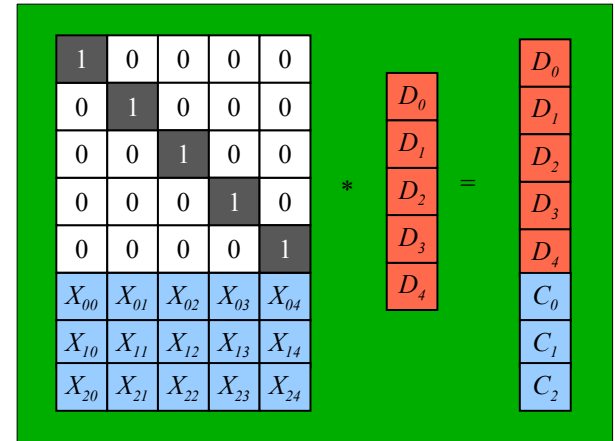 1 0 0 0 0
0 1 0 0 0
0 0 1 0 0
0 0 0 1 0
0 0 0 0 1
X₀₀ X₀₁ X₀₂ X₀₃ X₀₄
X₁₀ X₁₁ X₁₂ X₁₃ X₁₄
X₂₀ X₂₁ X₂₂ X₂₃ X₂₄
*
D₀
D₁
D₂
D₃
D₄
=
D₀
D₁
D₂
D₃
D₄
C₀
C₁
C₂